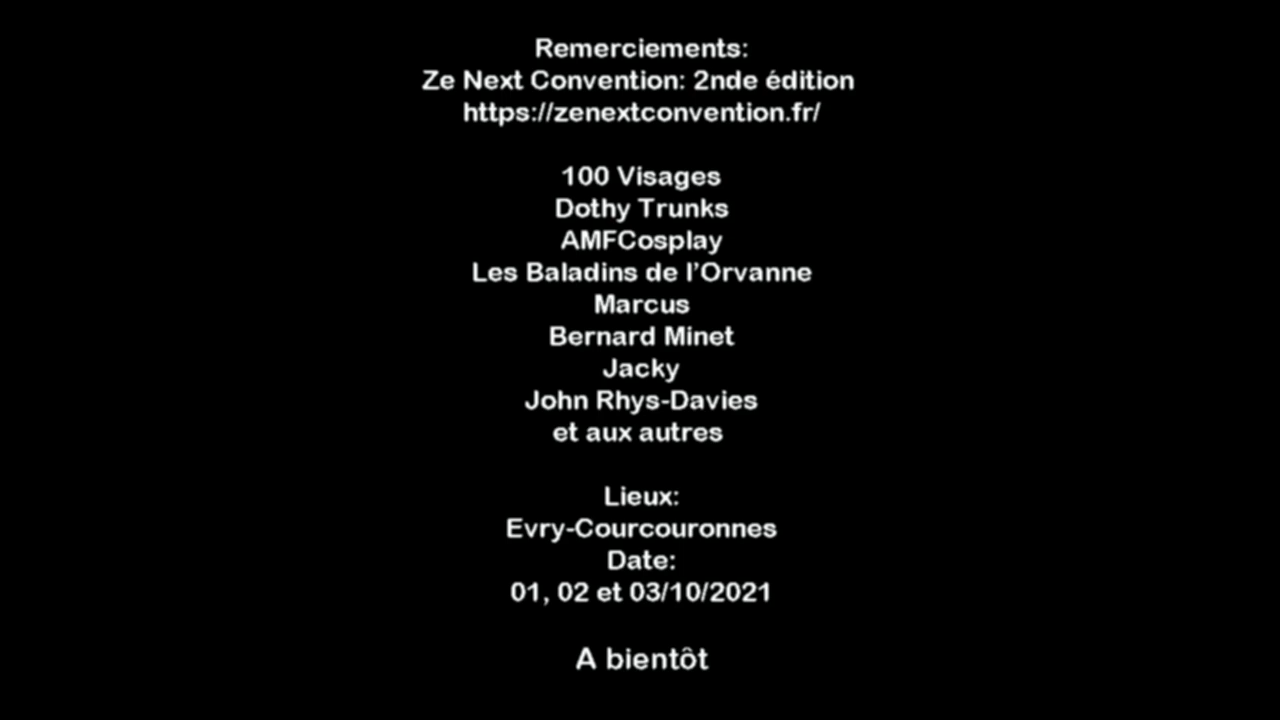 Remerciements:
Ze Next Convention: 2nde édition
https://zenextconvention.fr/
100 Visages
Dothy Trunks
AMFCosplay
Les Baladins de l’Orvanne
Marcus
Bernard Minet
Jacky
John Rhys-Davies
et aux autres
Lieux:
Evry-Courcouronnes
Date:
01, 02 et 03/10/2021
A bientôt